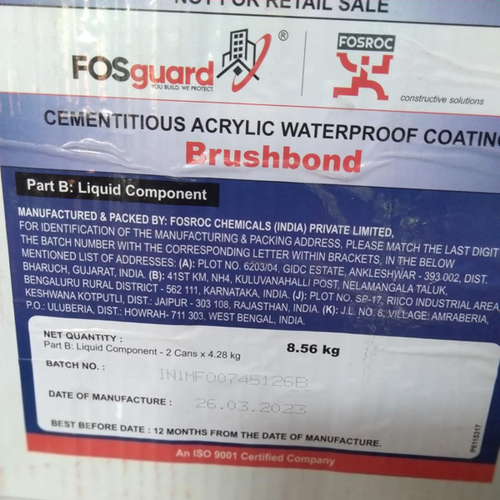 NOT FOR RETAIL SALE
FOSguard ®
YOU BUILD. WE PROTECT.
FOSROC
constructive solutions
CEMENTITIOUS ACRYLIC WATERPROOF COATING
Brushbond
Part B: Liquid Component
MANUFACTURED & PACKED BY: FOSROC CHEMICALS (INDIA) PRIVATE LIMITED,
FOR IDENTIFICATION OF THE MANUFACTURING & PACKING ADDRESS, PLEASE MATCH THE LAST DIGIT
THE BATCH NUMBER WITH THE CORRESPONDING LETTER WITHIN BRACKETS, IN THE BELOW
MENTIONED LIST OF ADDRESSES: (A): PLOT NO. 6203/04, GIDC ESTATE, ANKLESHWAR - 393 002, DIST.
BHARUCH, GUJARAT, INDIA. (B): 41ST KM, NH4, KULUVANAHALLI POST, NELAMANGALA TALUK,
BENGALURU RURAL DISTRICT - 562 111, KARNATAKA, INDIA. (J): PLOT NO. SP-17, RIICO INDUSTRIAL AREA,
KESHWANA KOTPUTLI, DIST.: JAIPUR - 303 108, RAJASTHAN, INDIA. (K): J.L. NO. 8, VILLAGE: AMRABERIA,
P.O.: ULUBERIA, DIST.: HOWRAH- 711 303, WEST BENGAL, INDIA.
NET QUANTITY :
Part B: Liquid Component - 2 Cans x 4.28 kg 8.56 kg
BATCH NO. : INIMF00745126B
DATE OF MANUFACTURE : 26.03.2023
BEST BEFORE DATE : 12 MONTHS FROM THE DATE OF MANUFACTURE.
An ISO 9001 Certified Company